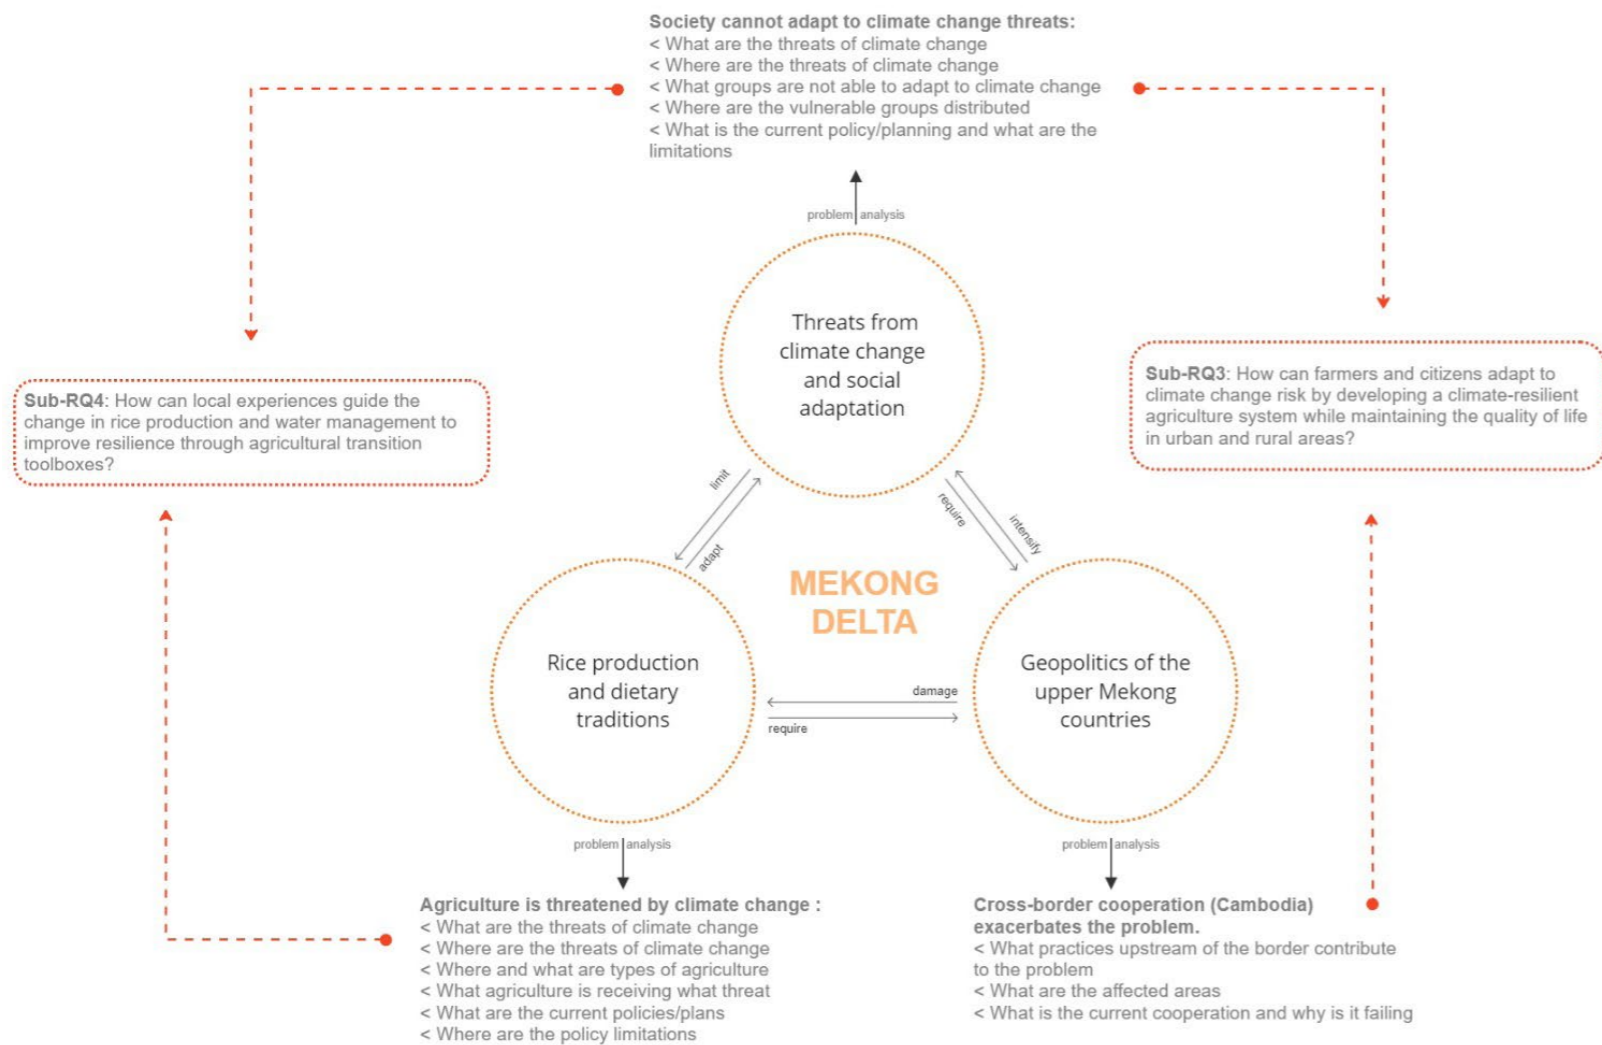 Society cannot adapt to climate change threats:
< What are the threats of climate change
< Where are the threats of climate change
< What groups are not able to adapt to climate change
< Where are the vulnerable groups distributed
< What is the current policy/planning and what are the
limitations
problem analysis
Threats from
climate change
and social
adaptation
Sub-RQ4: How can local experiences guide the
change in rice production and water management to
improve resilience through agricultural transition
toolboxes?
Sub-RQ3: How can farmers and citizens adapt to
climate change risk by developing a climate-resilient
agriculture system while maintaining the quality of life
in urban and rural areas?
limit
adapt
require
intensify
MEKONG
DELTA
Rice production
and dietary
traditions
damage
require
Geopolitics of the
upper Mekong
countries
problem analysis
problem analysis
Agriculture is threatened by climate change :
< What are the threats of climate change
< Where are the threats of climate change
< Where and what are types of agriculture
< What agriculture is receiving what threat
< What are the current policies/plans
< Where are the policy limitations
Cross-border cooperation (Cambodia)
exacerbates the problem.
< What practices upstream of the border contribute
to the problem
< What are the affected areas
< What is the current cooperation and why is it failing